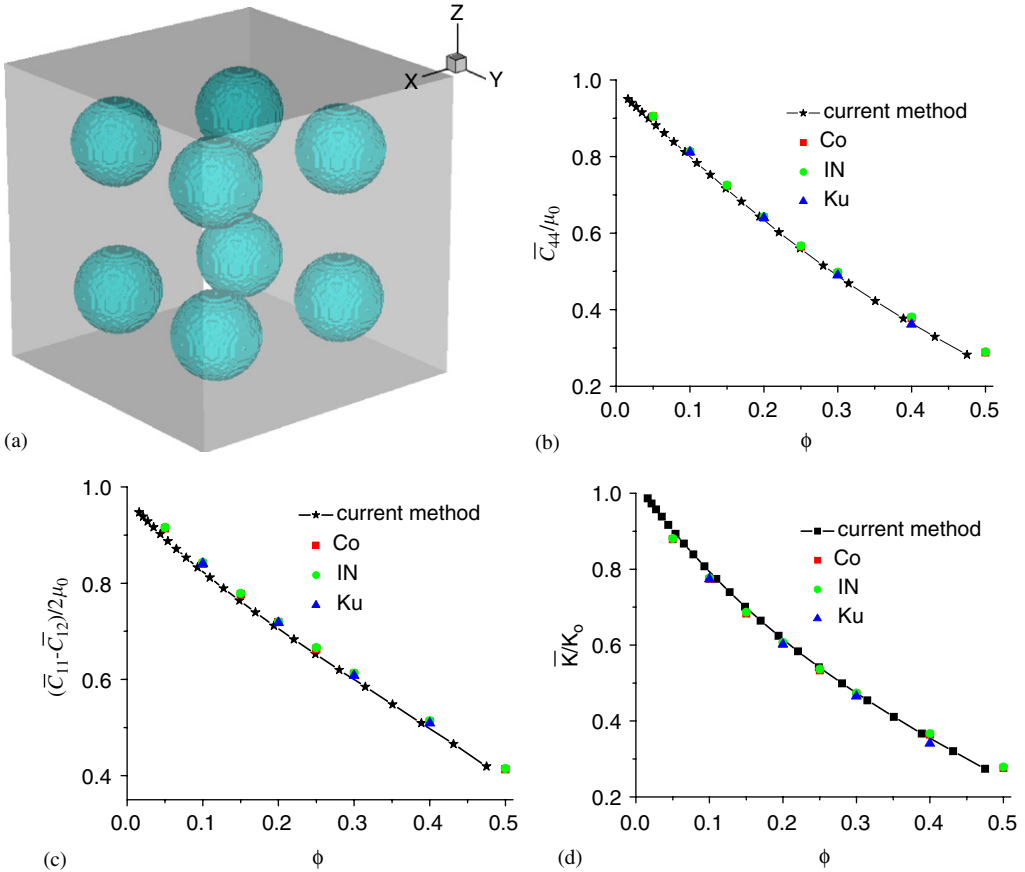 Z
X
Y
(a)
1.0
0.8
0.6
0.4
0.2
C̅₄₄/μ₀
current method
Co
IN
Ku
0.0
0.1
0.2
0.3
0.4
0.5
ϕ
(b)
1.0
0.8
0.6
0.4
(C̅₁₁-C̅₁₂)/2μ₀
current method
Co
IN
Ku
0.0
0.1
0.2
0.3
0.4
0.5
ϕ
(c)
1.0
0.8
0.6
0.4
0.2
K̅/Kₒ
current method
Co
IN
Ku
0.0
0.1
0.2
0.3
0.4
0.5
ϕ
(d)